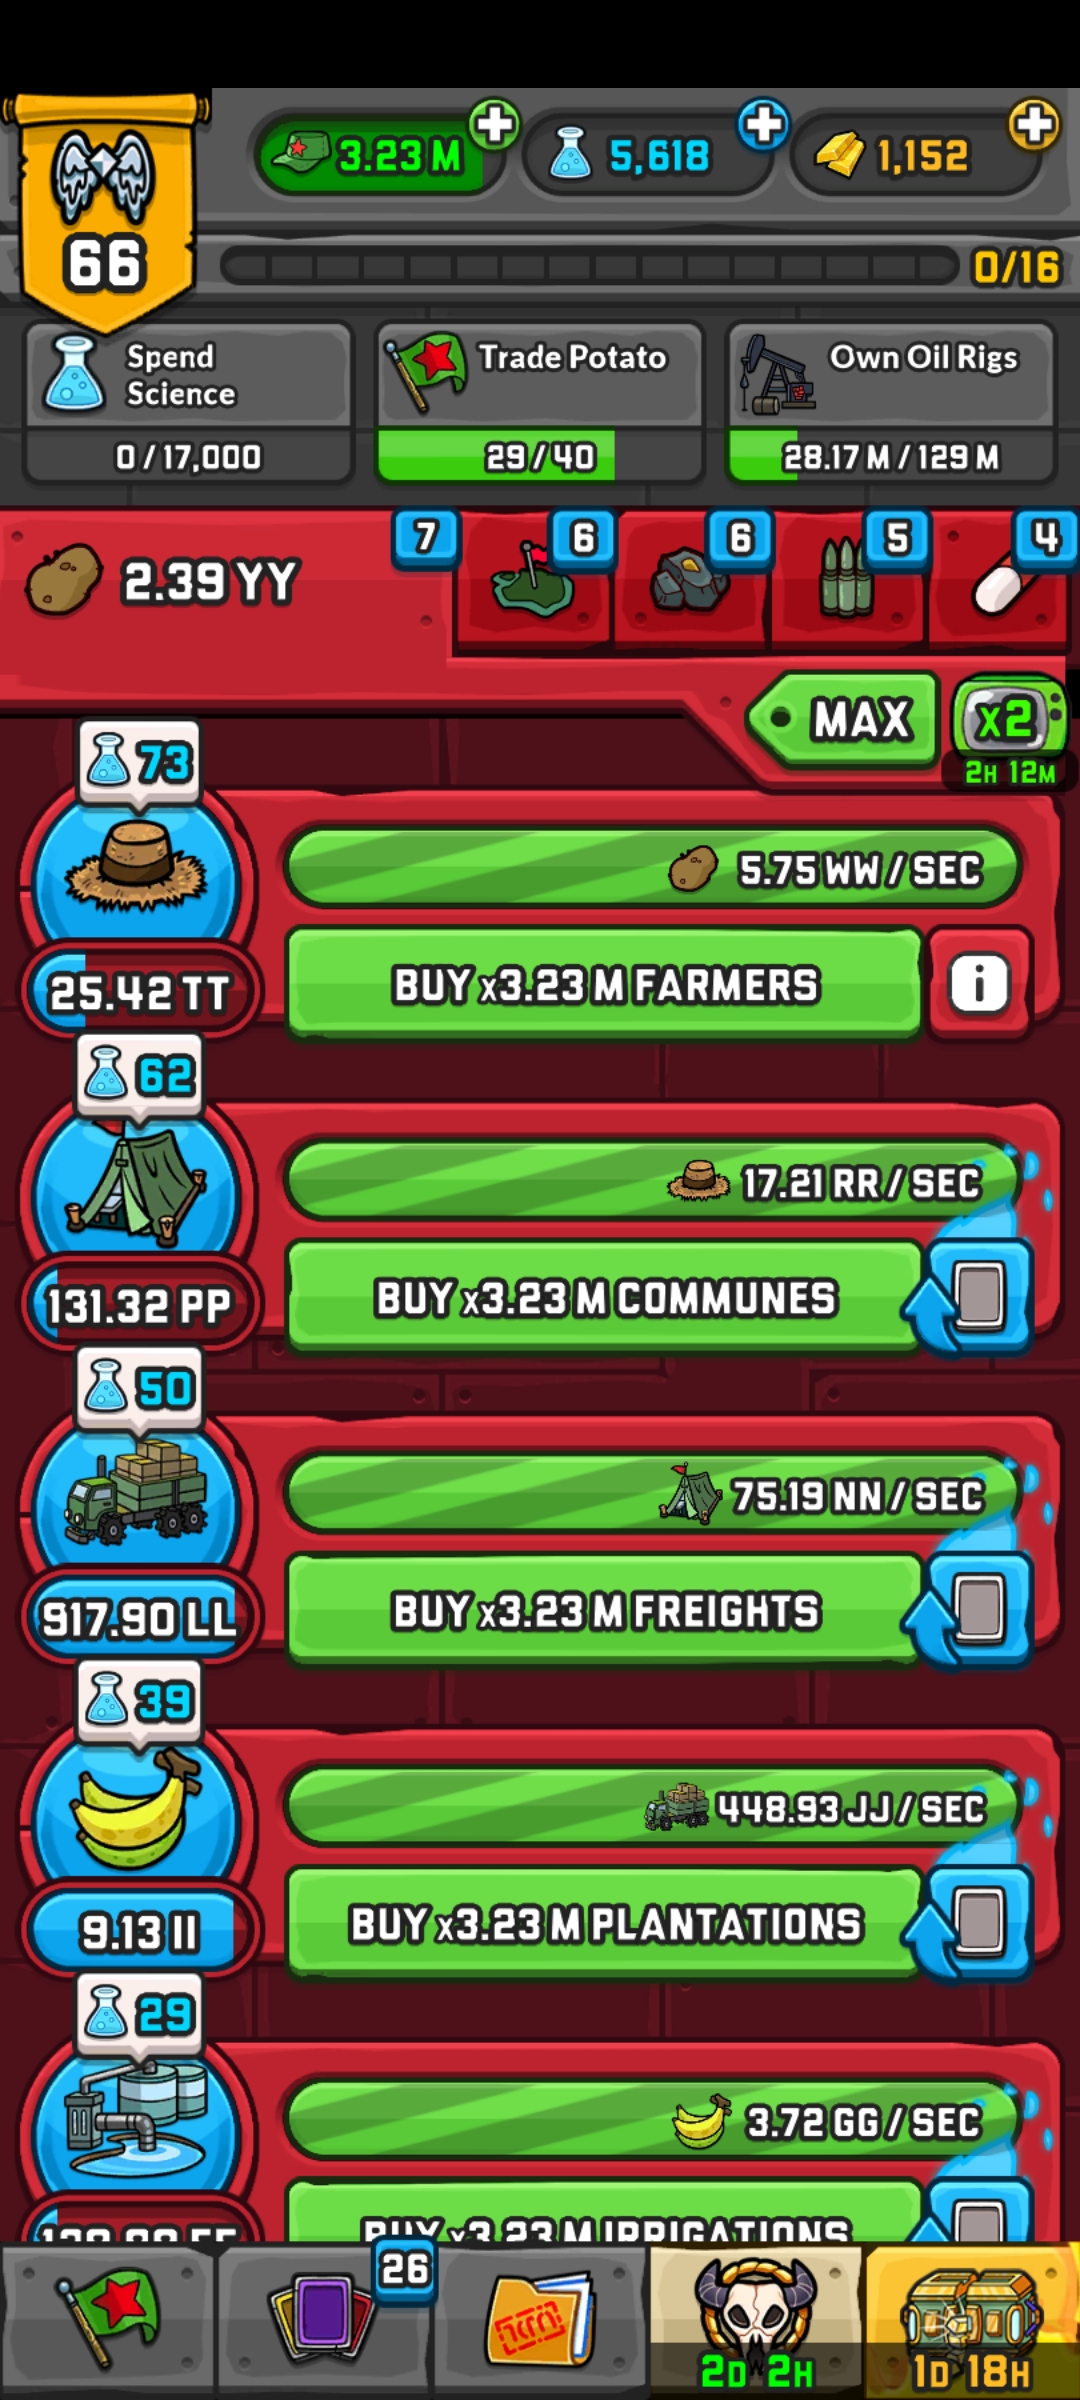 3.23 M
5,618
1,152
66
0/16
Spend
Science
0 / 17,000
Trade Potato
29 / 40
Own Oil Rigs
28.17 M / 129 M
2.39 YY
7
6
6
5
4
MAX
x2
2H 12M
73
5.75 WW / SEC
25.42 TT
BUY x3.23 M FARMERS
i
62
17.21 RR / SEC
131.32 PP
BUY x3.23 M COMMUNES
50
75.19 NN / SEC
917.90 LL
BUY x3.23 M FREIGHTS
39
448.93 JJ / SEC
9.13 II
BUY x3.23 M PLANTATIONS
29
3.72 GG / SEC
BUY x3.23 M IRRIGATIONS
26
2D 2H
1D 18H